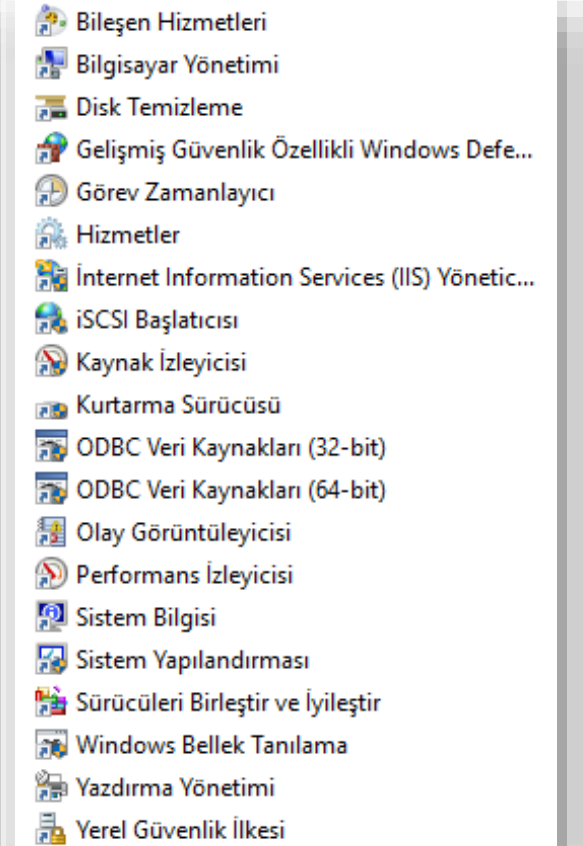 Bileşen Hizmetleri
Bilgisayar Yönetimi
Disk Temizleme
Gelişmiş Güvenlik Özellikli Windows Defe...
Görev Zamanlayıcı
Hizmetler
İnternet Information Services (IIS) Yönetic...
iSCSI Başlatıcısı
Kaynak İzleyicisi
Kurtarma Sürücüsü
ODBC Veri Kaynakları (32-bit)
ODBC Veri Kaynakları (64-bit)
Olay Görüntüleyicisi
Performans İzleyicisi
Sistem Bilgisi
Sistem Yapılandırması
Sürücüleri Birleştir ve İyileştir
Windows Bellek Tanılama
Yazdırma Yönetimi
Yerel Güvenlik İlkesi